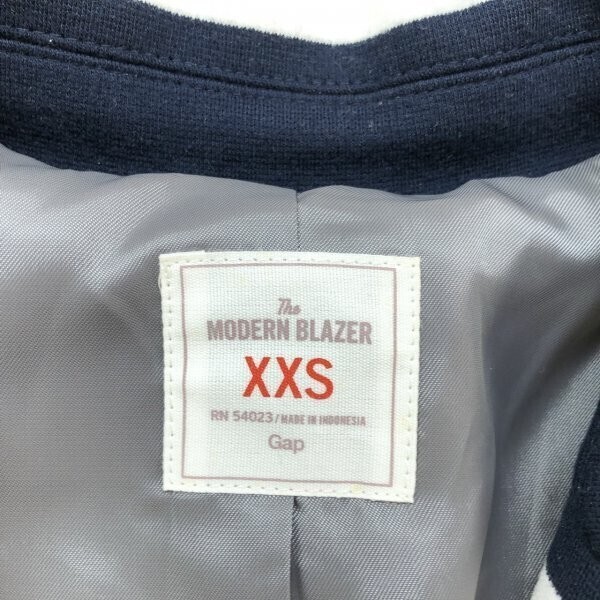 The
MODERN BLAZER
XXS
RN 54023 / MADE IN INDONESIA
Gap